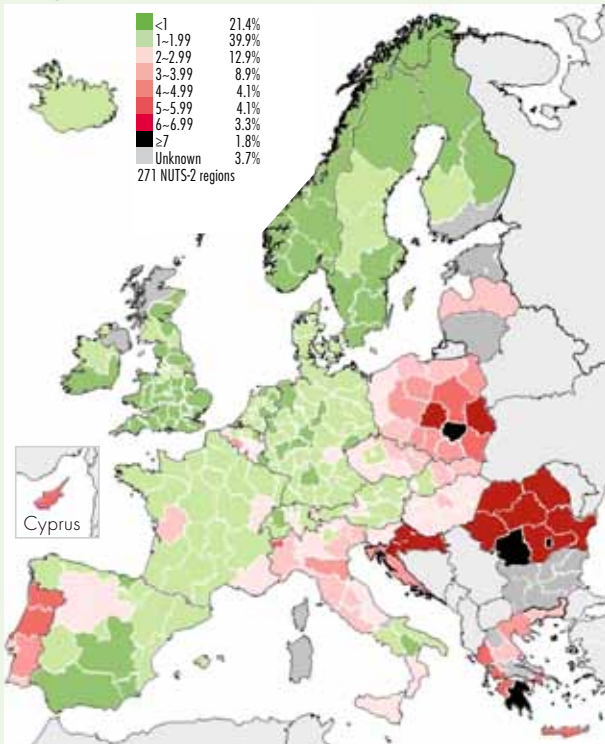 <1 21.4%
1~1.99 39.9%
2~2.99 12.9%
3~3.99 8.9%
4~4.99 4.1%
5~5.99 4.1%
6~6.99 3.3%
≥7 1.8%
Unknown 3.7%
271 NUTS-2 regions
Cyprus